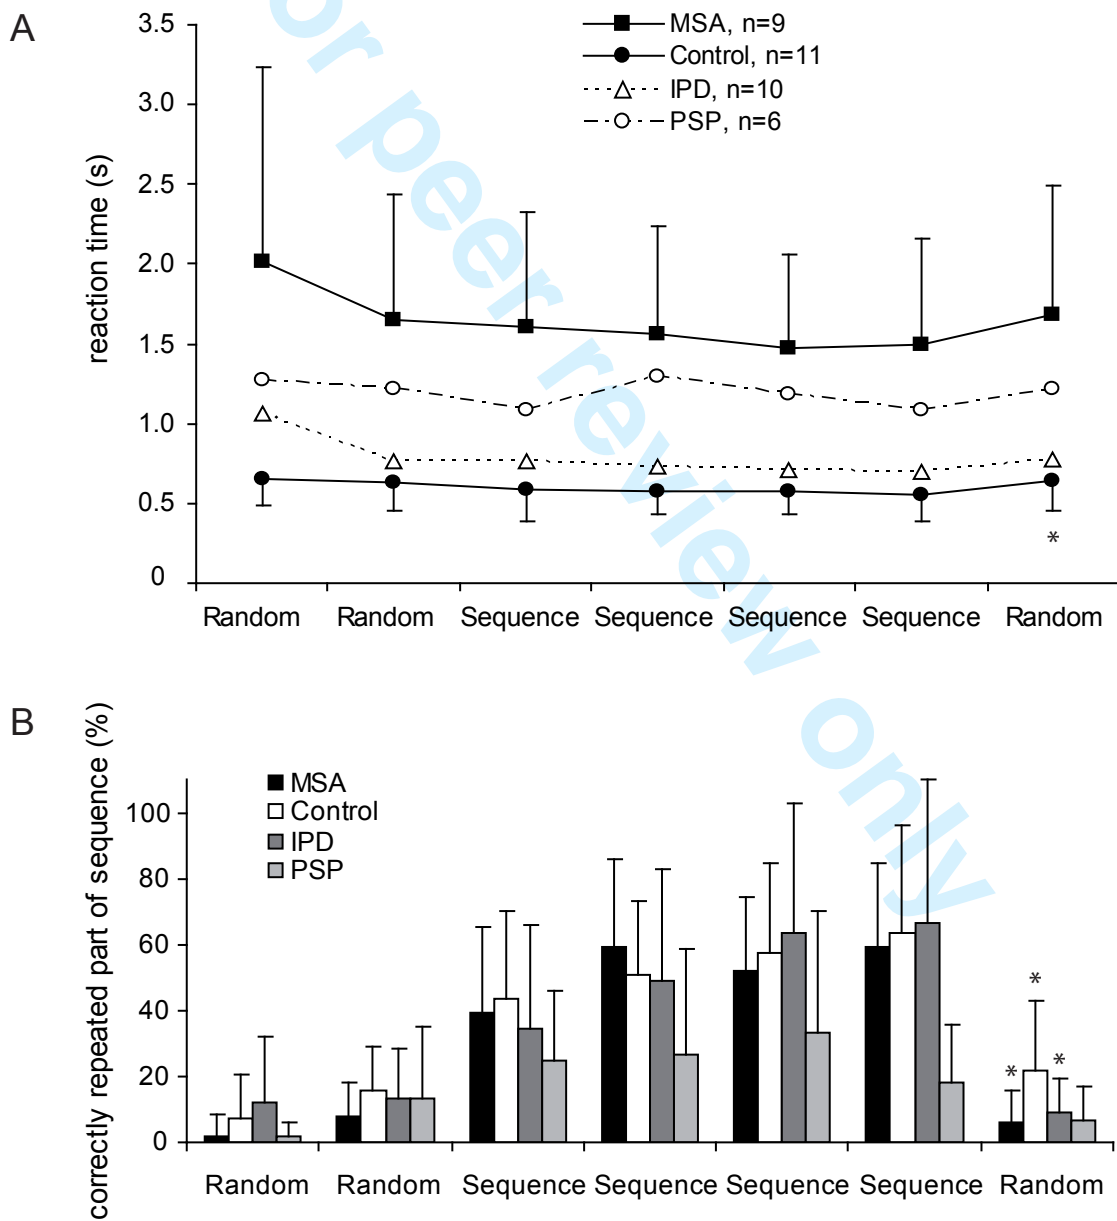 A
reaction time (s)
3.5
3.0
2.5
2.0
1.5
1.0
0.5
0
MSA, n=9
Control, n=11
IPD, n=10
PSP, n=6
*
Random Random Sequence Sequence Sequence Sequence Random
B
correctly repeated part of sequence (%)
100
80
60
40
20
0
MSA
Control
IPD
PSP
* * *
Random Random Sequence Sequence Sequence Sequence Random
or peer review only